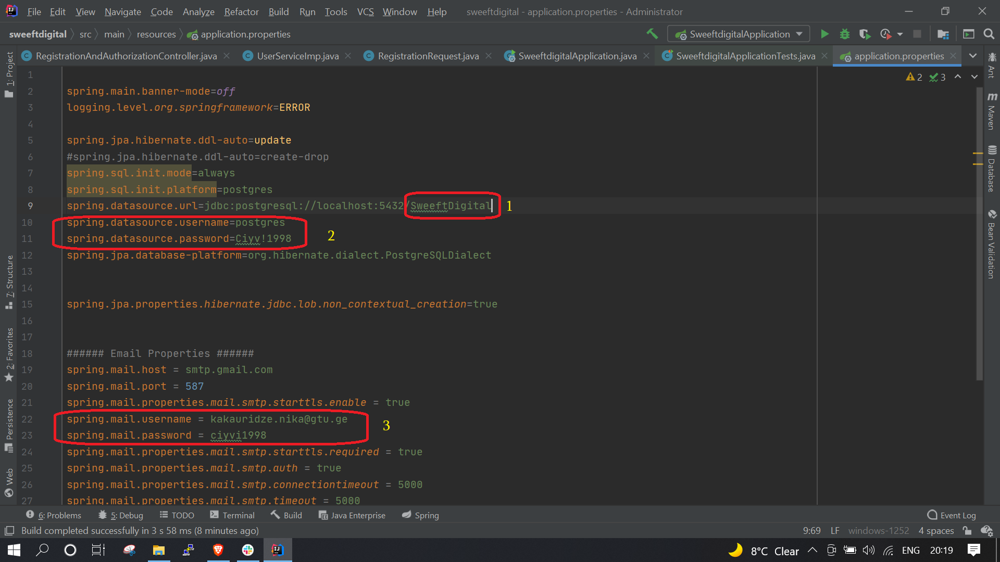 File Edit View Navigate Code Analyze Refactor Build Run Tools VCS Window Help sweeftdigital - application.properties - Administrator
sweeftdigital src main resources application.properties SweeftdigitalApplication
RegistrationAndAuthorizationController.java UserServiceImp.java RegistrationRequest.java SweeftdigitalApplication.java SweeftdigitalApplicationTests.java application.properties
1: Project
7: Structure
2: Favorites
Persistence
Web
2 3
1
2 spring.main.banner-mode=off
3 logging.level.org.springframework=ERROR
4
5 spring.jpa.hibernate.ddl-auto=update
6 #spring.jpa.hibernate.ddl-auto=create-drop
7 spring.sql.init.mode=always
8 spring.sql.init.platform=postgres
9 spring.datasource.url=jdbc:postgresql://localhost:5432/SweeftDigital 1
10 spring.datasource.username=postgres
2
11 spring.datasource.password=Ciyv!1998
12 spring.jpa.database-platform=org.hibernate.dialect.PostgreSQLDialect
13
14
15 spring.jpa.properties.hibernate.jdbc.lob.non_contextual_creation=true
16
17
18 ###### Email Properties ######
19 spring.mail.host = smtp.gmail.com
20 spring.mail.port = 587
21 spring.mail.properties.mail.smtp.starttls.enable = true
22 spring.mail.username = kakauridze.nika@gtu.ge
3
23 spring.mail.password = ciyvi1998
24 spring.mail.properties.mail.smtp.starttls.required = true
25 spring.mail.properties.mail.smtp.auth = true
26 spring.mail.properties.mail.smtp.connectiontimeout = 5000
27 spring.mail.properties.mail.smtp.timeout = 5000
Ant
m Maven
Database
Bean Validation
6: Problems 5: Debug TODO Terminal Build Java Enterprise Spring Event Log
Build completed successfully in 3 s 58 ms (8 minutes ago) 9:69 LF windows-1252 4 spaces
8°C Clear ENG 20:19